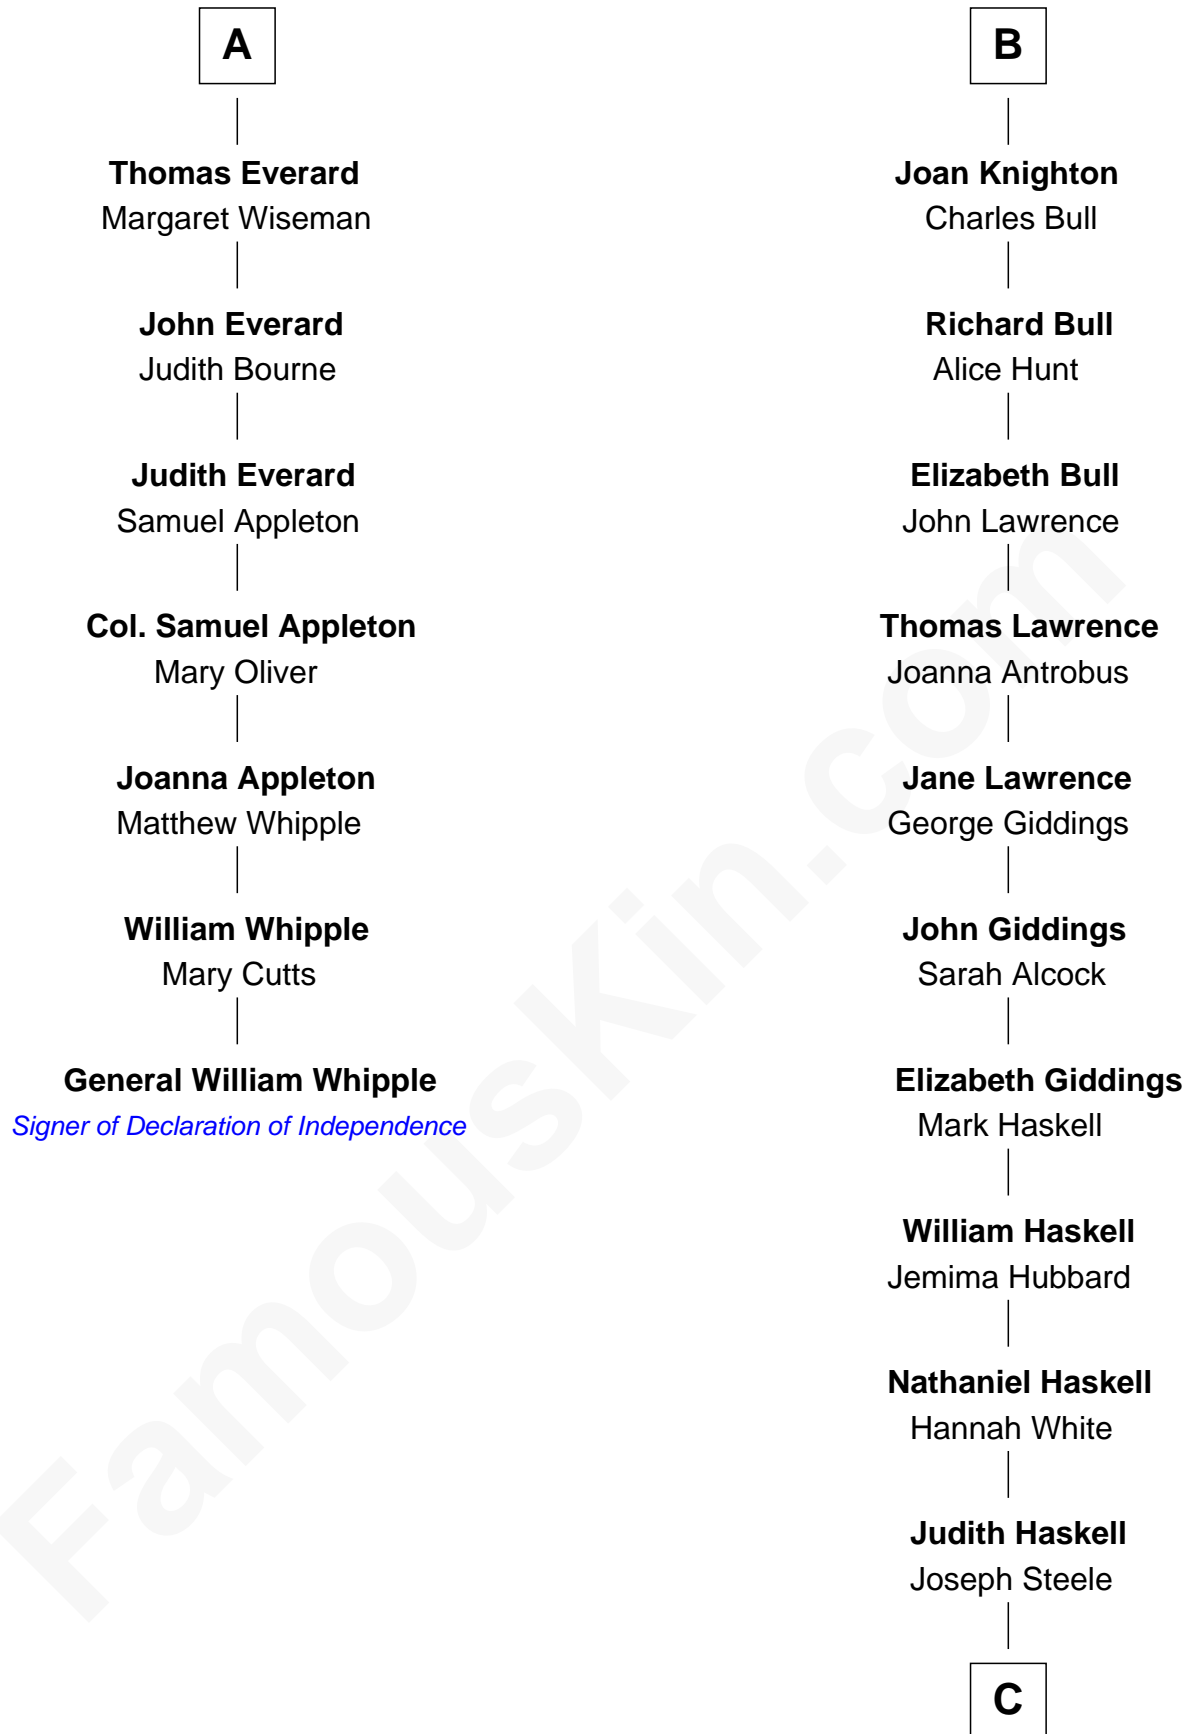 A
Thomas Everard
Margaret Wiseman
John Everard
Judith Bourne
Judith Everard
Samuel Appleton
Col. Samuel Appleton
Mary Oliver
Joanna Appleton
Matthew Whipple
William Whipple
Mary Cutts
General William Whipple
Signer of Declaration of Independence
B
Joan Knighton
Charles Bull
Richard Bull
Alice Hunt
Elizabeth Bull
John Lawrence
Thomas Lawrence
Joanna Antrobus
Jane Lawrence
George Giddings
John Giddings
Sarah Alcock
Elizabeth Giddings
Mark Haskell
William Haskell
Jemima Hubbard
Nathaniel Haskell
Hannah White
Judith Haskell
Joseph Steele
C
FamousKin.com